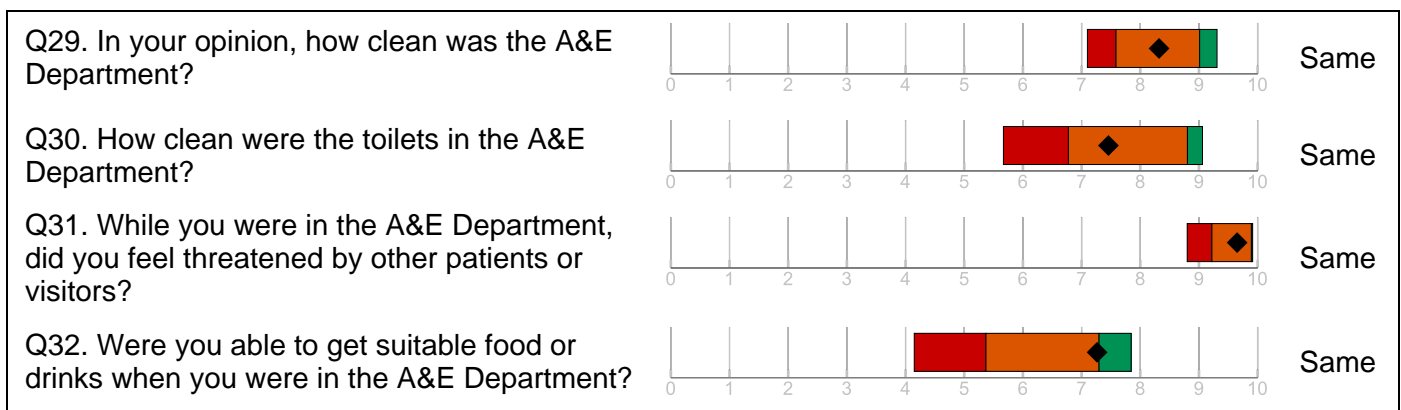 Q29. In your opinion, how clean was the A&E
Department?
0 1 2 3 4 5 6 7 8 9 10
Same
Q30. How clean were the toilets in the A&E
Department?
0 1 2 3 4 5 6 7 8 9 10
Same
Q31. While you were in the A&E Department,
did you feel threatened by other patients or
visitors?
0 1 2 3 4 5 6 7 8 9 10
Same
Q32. Were you able to get suitable food or
drinks when you were in the A&E Department?
0 1 2 3 4 5 6 7 8 9 10
Same